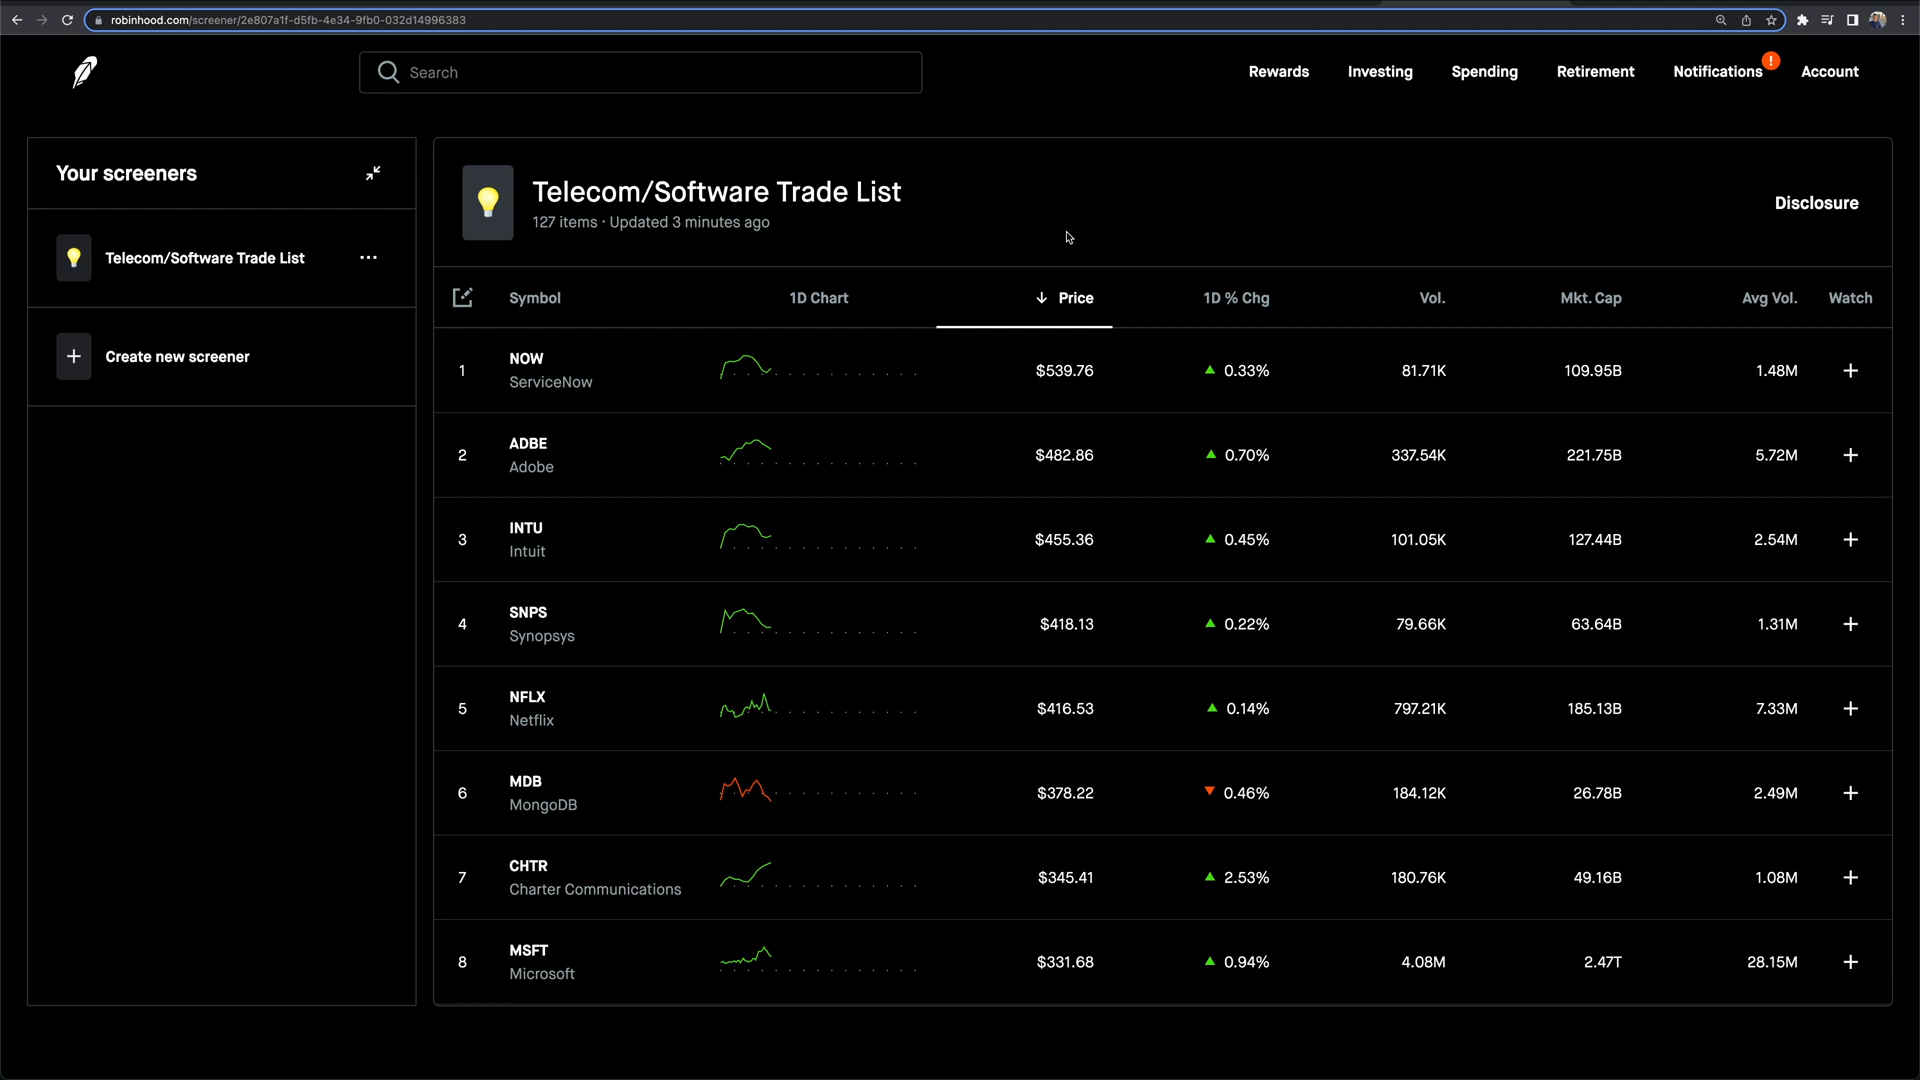 robinhood.com/screener/2e807a1f-d5fb-4e34-9fb0-032d14996383
Search
Rewards
Investing
Spending
Retirement
Notifications
!
Account
Your screeners
Telecom/Software Trade List
Create new screener
Telecom/Software Trade List
127 items · Updated 3 minutes ago
Disclosure
Symbol 1D Chart Price 1D % Chg Vol. Mkt. Cap Avg Vol. Watch
1 NOW $539.76 0.33% 81.71K 109.95B 1.48M
ServiceNow
2 ADBE $482.86 0.70% 337.54K 221.75B 5.72M
Adobe
3 INTU $455.36 0.45% 101.05K 127.44B 2.54M
Intuit
4 SNPS $418.13 0.22% 79.66K 63.64B 1.31M
Synopsys
5 NFLX $416.53 0.14% 797.21K 185.13B 7.33M
Netflix
6 MDB $378.22 0.46% 184.12K 26.78B 2.49M
MongoDB
7 CHTR $345.41 2.53% 180.76K 49.16B 1.08M
Charter Communications
8 MSFT $331.68 0.94% 4.08M 2.47T 28.15M
Microsoft